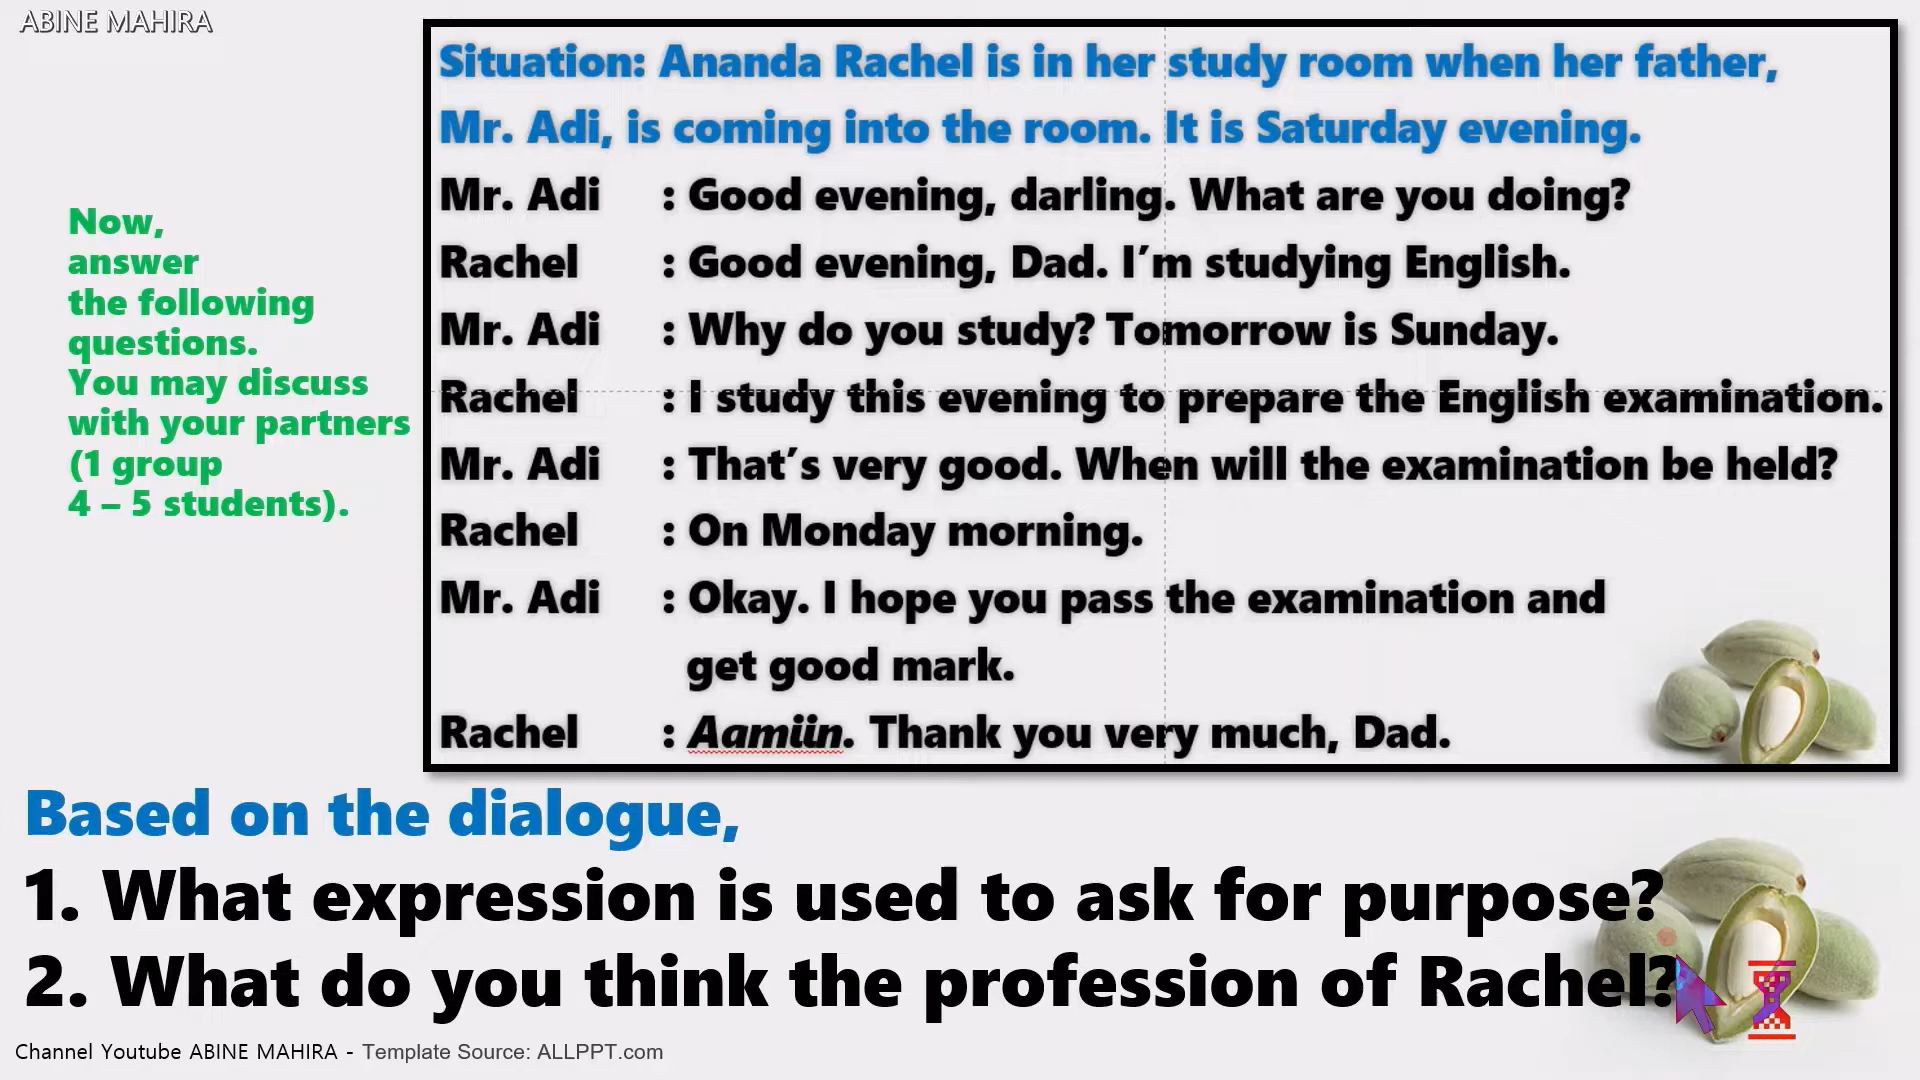 ABINE MAHIRA
Situation: Ananda Rachel is in her study room when her father,
Mr. Adi, is coming into the room. It is Saturday evening.
Mr. Adi : Good evening, darling. What are you doing?
Rachel : Good evening, Dad. I’m studying English.
Mr. Adi : Why do you study? Tomorrow is Sunday.
Rachel : I study this evening to prepare the English examination.
Mr. Adi : That’s very good. When will the examination be held?
Rachel : On Monday morning.
Mr. Adi : Okay. I hope you pass the examination and
get good mark.
Rachel : Aamiin. Thank you very much, Dad.
Now,
answer
the following
questions.
You may discuss
with your partners
(1 group
4 – 5 students).
Based on the dialogue,
1. What expression is used to ask for purpose?
2. What do you think the profession of Rachel?
Channel Youtube ABINE MAHIRA - Template Source: ALLPPT.com